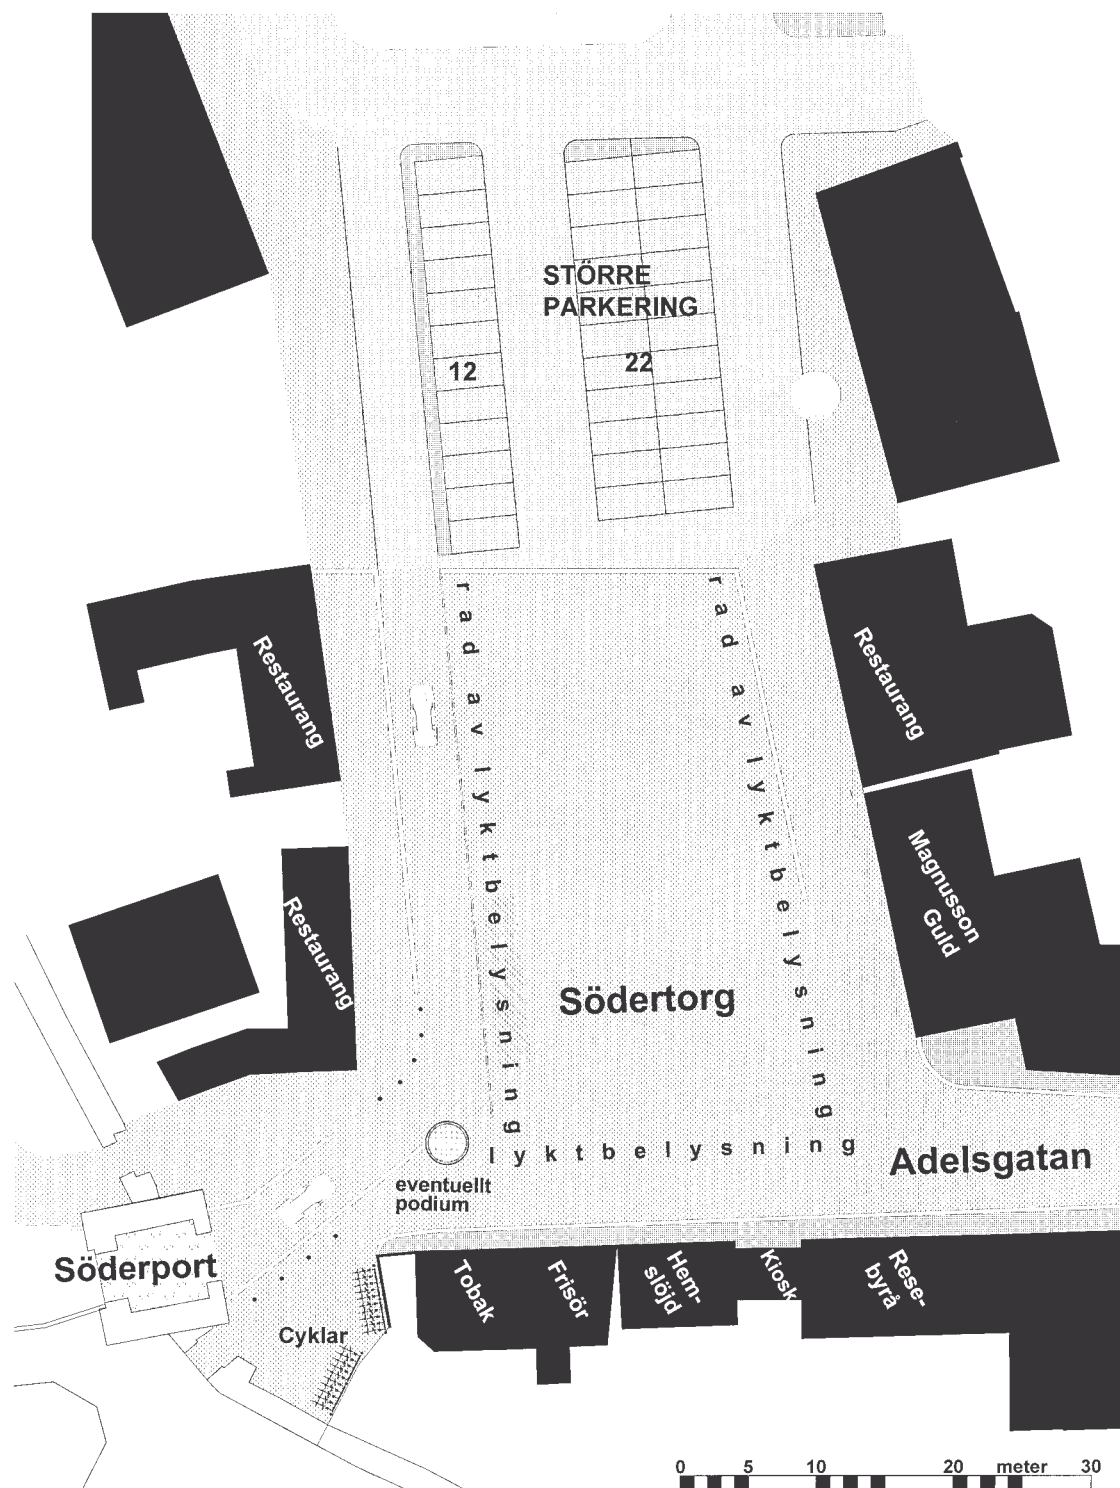 STÖRRE
PARKERING
12
22
rad av lyktbelysning
rad av lyktbelysning
Restaurang
Restaurang
Restaurang
Magnusson
Guld
Södertorg
lyktbelysning
Adelsgatan
eventuellt
podium
Söderport
Cyklar
Tobak
Frisör
Hem-
slöjd
Kiosk
Rese-
byrå
0 5 10 20 meter 30